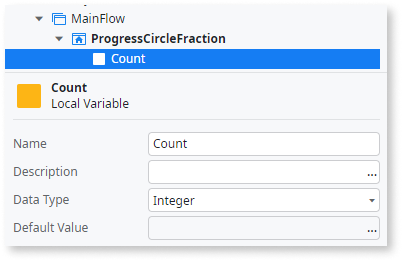 MainFlow
ProgressCircleFraction
Count
Count
Local Variable
Name Count
Description ...
Data Type Integer
Default Value ...